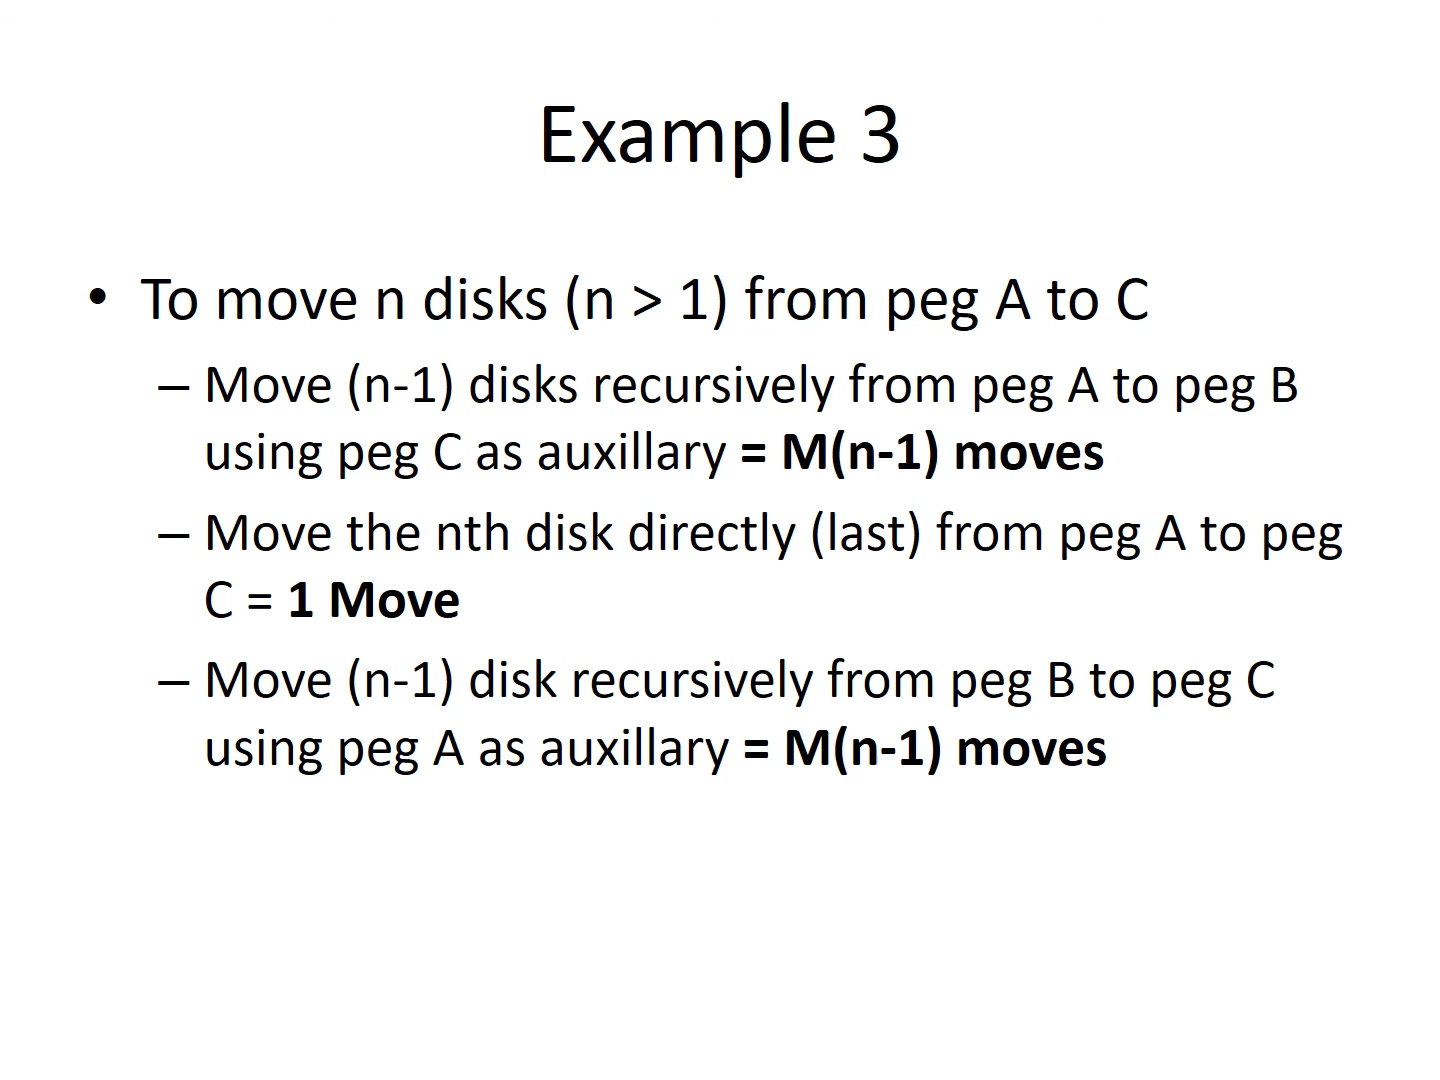 Example 3
• To move n disks (n > 1) from peg A to C
– Move (n-1) disks recursively from peg A to peg B
using peg C as auxillary = M(n-1) moves
– Move the nth disk directly (last) from peg A to peg
C = 1 Move
– Move (n-1) disk recursively from peg B to peg C
using peg A as auxillary = M(n-1) moves